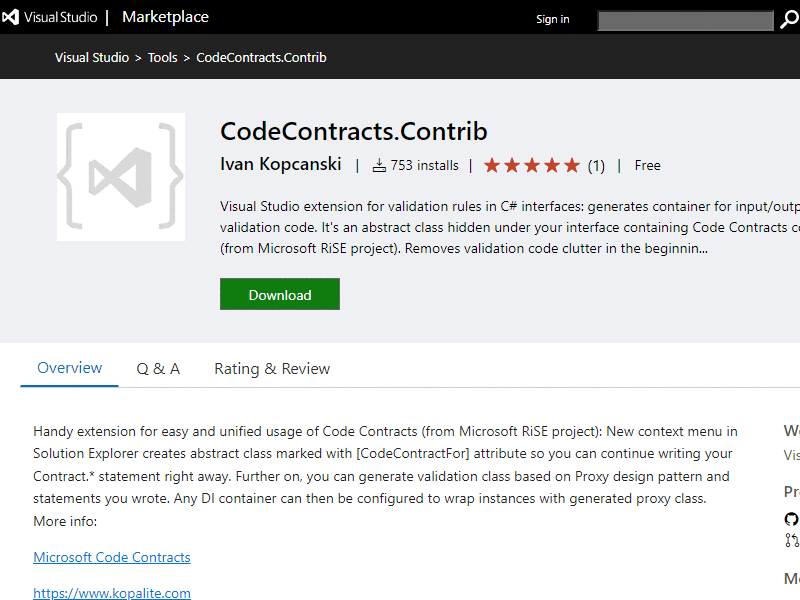 Visual Studio | Marketplace
Sign in
Visual Studio > Tools > CodeContracts.Contrib
CodeContracts.Contrib
Ivan Kopcanski | 753 installs | (1) | Free
Visual Studio extension for validation rules in C# interfaces: generates container for input/outp
validation code. It's an abstract class hidden under your interface containing Code Contracts co
(from Microsoft RiSE project). Removes validation code clutter in the beginnin...
Download
Overview
Q & A
Rating & Review
Handy extension for easy and unified usage of Code Contracts (from Microsoft RiSE project): New context menu in
Solution Explorer creates abstract class marked with [CodeContractFor] attribute so you can continue writing your
Contract.* statement right away. Further on, you can generate validation class based on Proxy design pattern and
statements you wrote. Any DI container can then be configured to wrap instances with generated proxy class.
More info:
Microsoft Code Contracts
https://www.kopalite.com
Vis
Pr